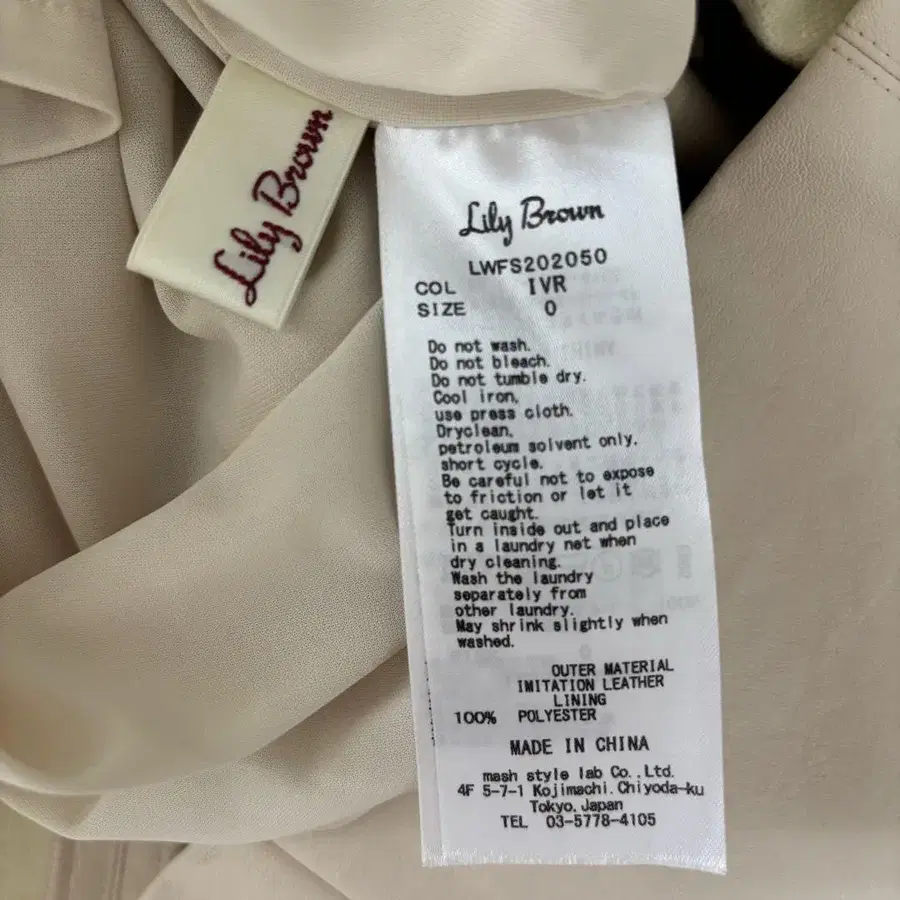 Lily Brown
Lily Brown
LWFS202050
COL IVR
SIZE 0
Do not wash.
Do not bleach.
Do not tumble dry.
Cool iron,
use press cloth.
Dryclean,
petroleum solvent only.
short cycle.
Be careful not to expose
to friction or let it
get caught.
Turn inside out and place
in a laundry net when
dry cleaning.
Wash the laundry
separately from
other laundry.
May shrink slightly when
washed.
OUTER MATERIAL
IMITATION LEATHER
LINING
100% POLYESTER
MADE IN CHINA
mash style lab Co.,Ltd.
4F 5-7-1 Kojimachi.Chiyoda-ku
Tokyo.Japan
TEL 03-5778-4105